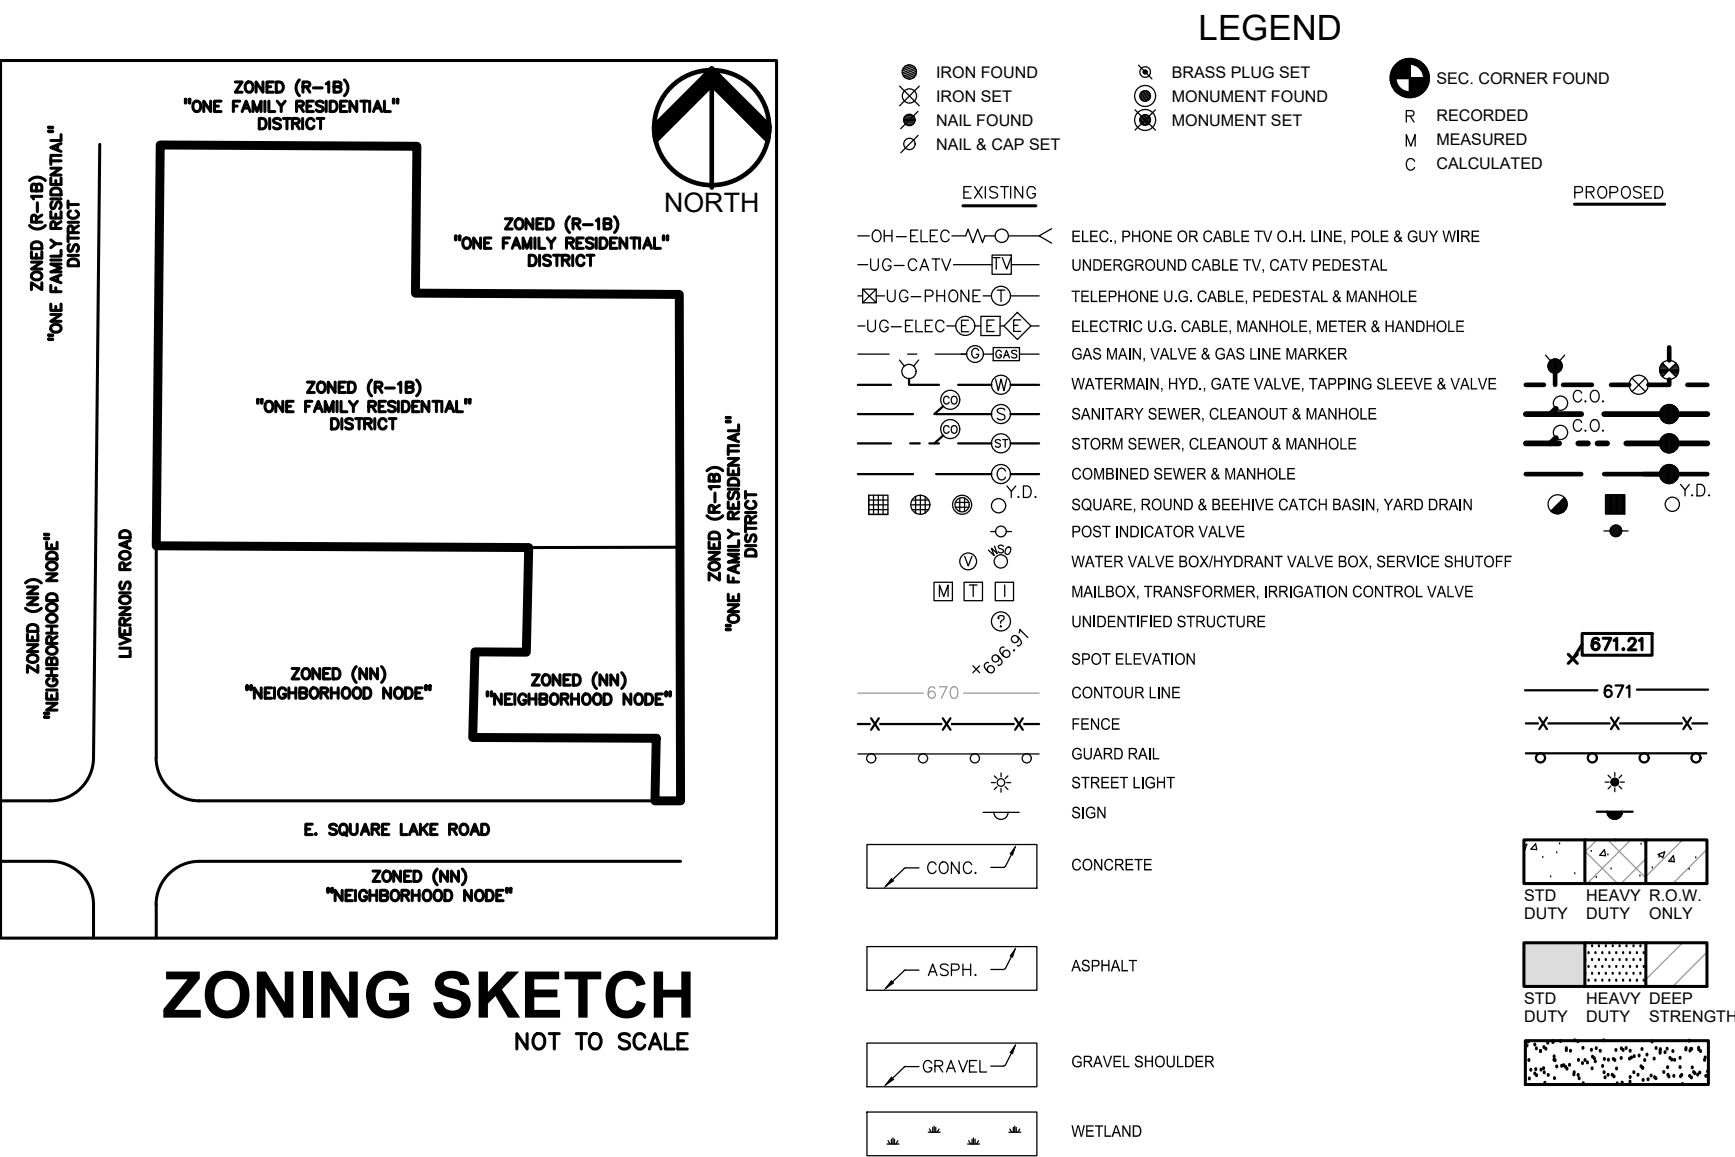 ZONED (R-1B)
"ONE FAMILY RESIDENTIAL"
DISTRICT
NORTH
ZONED (R-1B)
"ONE FAMILY RESIDENTIAL"
DISTRICT
ZONED (R-1B)
"ONE FAMILY RESIDENTIAL"
DISTRICT
ZONED (R-1B)
"ONE FAMILY RESIDENTIAL"
DISTRICT
ZONED (R-1B)
"ONE FAMILY RESIDENTIAL"
DISTRICT
LIVERNOIS ROAD
ZONED (NN)
"NEIGHBORHOOD NODE"
ZONED (NN)
"NEIGHBORHOOD NODE"
ZONED (NN)
"NEIGHBORHOOD NODE"
E. SQUARE LAKE ROAD
ZONED (NN)
"NEIGHBORHOOD NODE"
ZONING SKETCH
NOT TO SCALE
LEGEND
IRON FOUND
IRON SET
NAIL FOUND
NAIL & CAP SET
BRASS PLUG SET
MONUMENT FOUND
MONUMENT SET
SEC. CORNER FOUND
R RECORDED
M MEASURED
C CALCULATED
EXISTING
PROPOSED
OH-ELEC ELEC., PHONE OR CABLE TV O.H. LINE, POLE & GUY WIRE
UG-CATV TV UNDERGROUND CABLE TV, CATV PEDESTAL
UG-PHONE T TELEPHONE U.G. CABLE, PEDESTAL & MANHOLE
UG-ELEC E E E ELECTRIC U.G. CABLE, MANHOLE, METER & HANDHOLE
G GAS GAS MAIN, VALVE & GAS LINE MARKER
W WATERMAIN, HYD., GATE VALVE, TAPPING SLEEVE & VALVE
CO S SANITARY SEWER, CLEANOUT & MANHOLE C.O.
CO ST STORM SEWER, CLEANOUT & MANHOLE C.O.
C COMBINED SEWER & MANHOLE
Y.D. SQUARE, ROUND & BEEHIVE CATCH BASIN, YARD DRAIN Y.D.
POST INDICATOR VALVE
V WSO WATER VALVE BOX/HYDRANT VALVE BOX, SERVICE SHUTOFF
M T I MAILBOX, TRANSFORMER, IRRIGATION CONTROL VALVE
? UNIDENTIFIED STRUCTURE
696.91 SPOT ELEVATION 671.21
670 CONTOUR LINE 671
X X X FENCE X X X
GUARD RAIL
STREET LIGHT
SIGN
CONC. CONCRETE
STD DUTY
HEAVY DUTY
R.O.W. ONLY
ASPH. ASPHALT
STD DUTY
HEAVY DUTY
DEEP STRENGTH
GRAVEL GRAVEL SHOULDER
WETLAND